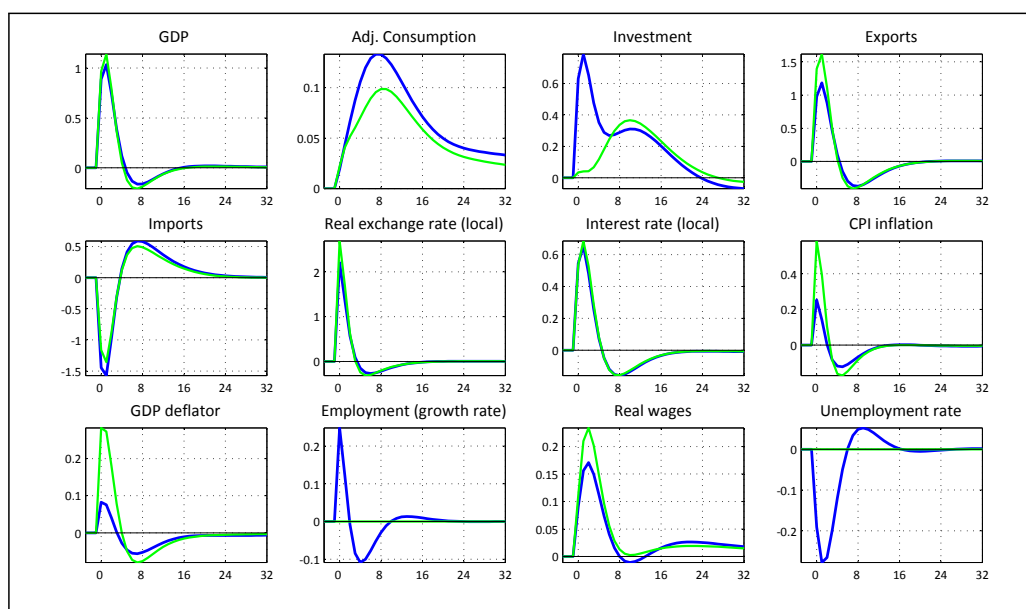 GDP
Adj. Consumption
Investment
Exports
1
0.5
0
0 8 16 24 32
0.1
0.05
0
0 8 16 24 32
0.6
0.4
0.2
0
0 8 16 24 32
1.5
1
0.5
0
0 8 16 24 32
Imports
Real exchange rate (local)
Interest rate (local)
CPI inflation
0.5
0
-0.5
-1
-1.5
0 8 16 24 32
2
1
0
0 8 16 24 32
0.6
0.4
0.2
0
0 8 16 24 32
0.4
0.2
0
0 8 16 24 32
GDP deflator
Employment (growth rate)
Real wages
Unemployment rate
0.2
0.1
0
0 8 16 24 32
0.2
0.1
0
-0.1
0 8 16 24 32
0.2
0.15
0.1
0.05
0
0 8 16 24 32
0
-0.1
-0.2
0 8 16 24 32